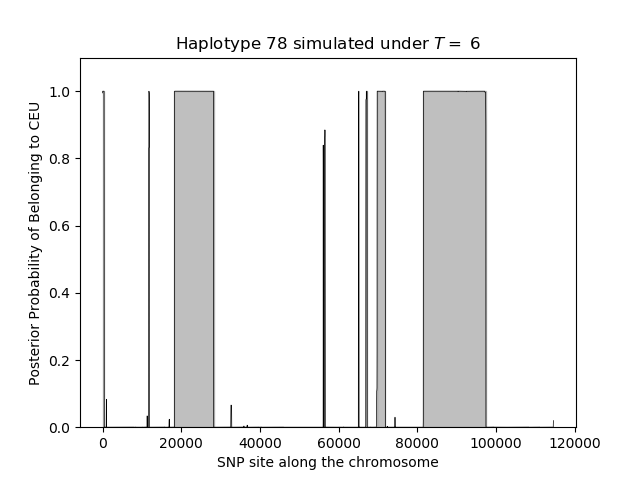 Haplotype 78 simulated under T = 6
Posterior Probability of Belonging to CEU
1.0
0.8
0.6
0.4
0.2
0.0
0 20000 40000 60000 80000 100000 120000
SNP site along the chromosome